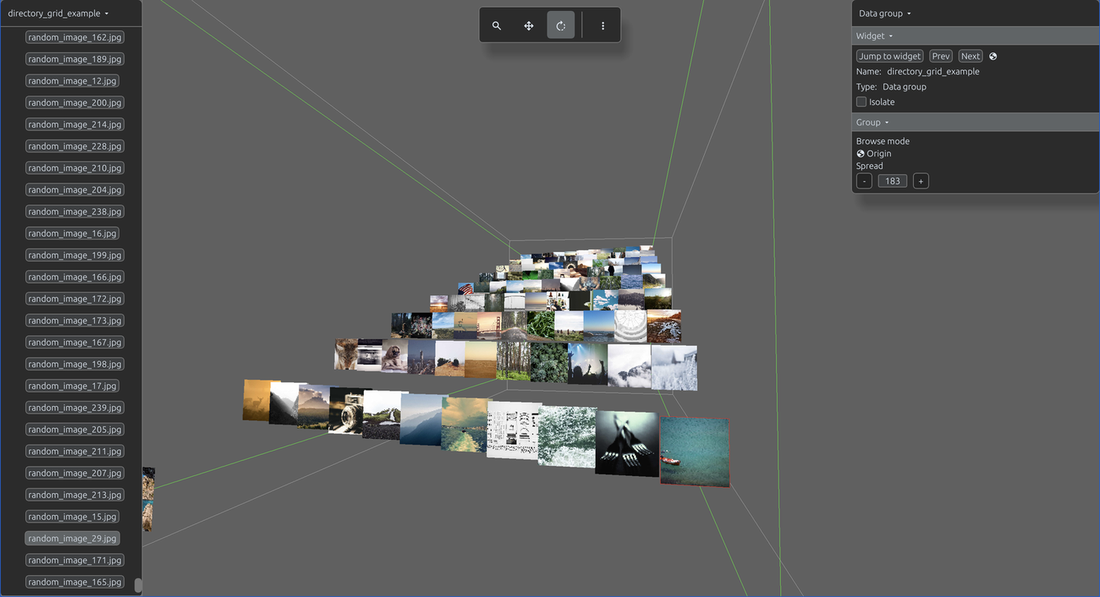 directory_grid_example
random_image_162.jpg
random_image_189.jpg
random_image_12.jpg
random_image_200.jpg
random_image_214.jpg
random_image_228.jpg
random_image_210.jpg
random_image_204.jpg
random_image_238.jpg
random_image_16.jpg
random_image_199.jpg
random_image_166.jpg
random_image_172.jpg
random_image_173.jpg
random_image_167.jpg
random_image_198.jpg
random_image_17.jpg
random_image_239.jpg
random_image_205.jpg
random_image_211.jpg
random_image_207.jpg
random_image_213.jpg
random_image_15.jpg
random_image_29.jpg
random_image_171.jpg
random_image_165.jpg
Data group
Widget
Jump to widget Prev Next
Name: directory_grid_example
Type: Data group
Isolate
Group
Browse mode
Origin
Spread
- 183 +